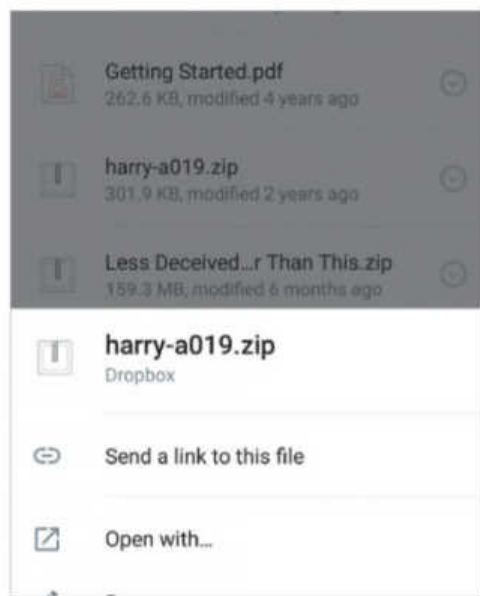 Getting Started.pdf
262.6 KB, modified 4 years ago
harry-a019.zip
301.9 KB, modified 2 years ago
Less Deceived...r Than This.zip
159.3 MB, modified 6 months ago
harry-a019.zip
Dropbox
Send a link to this file
Open with...